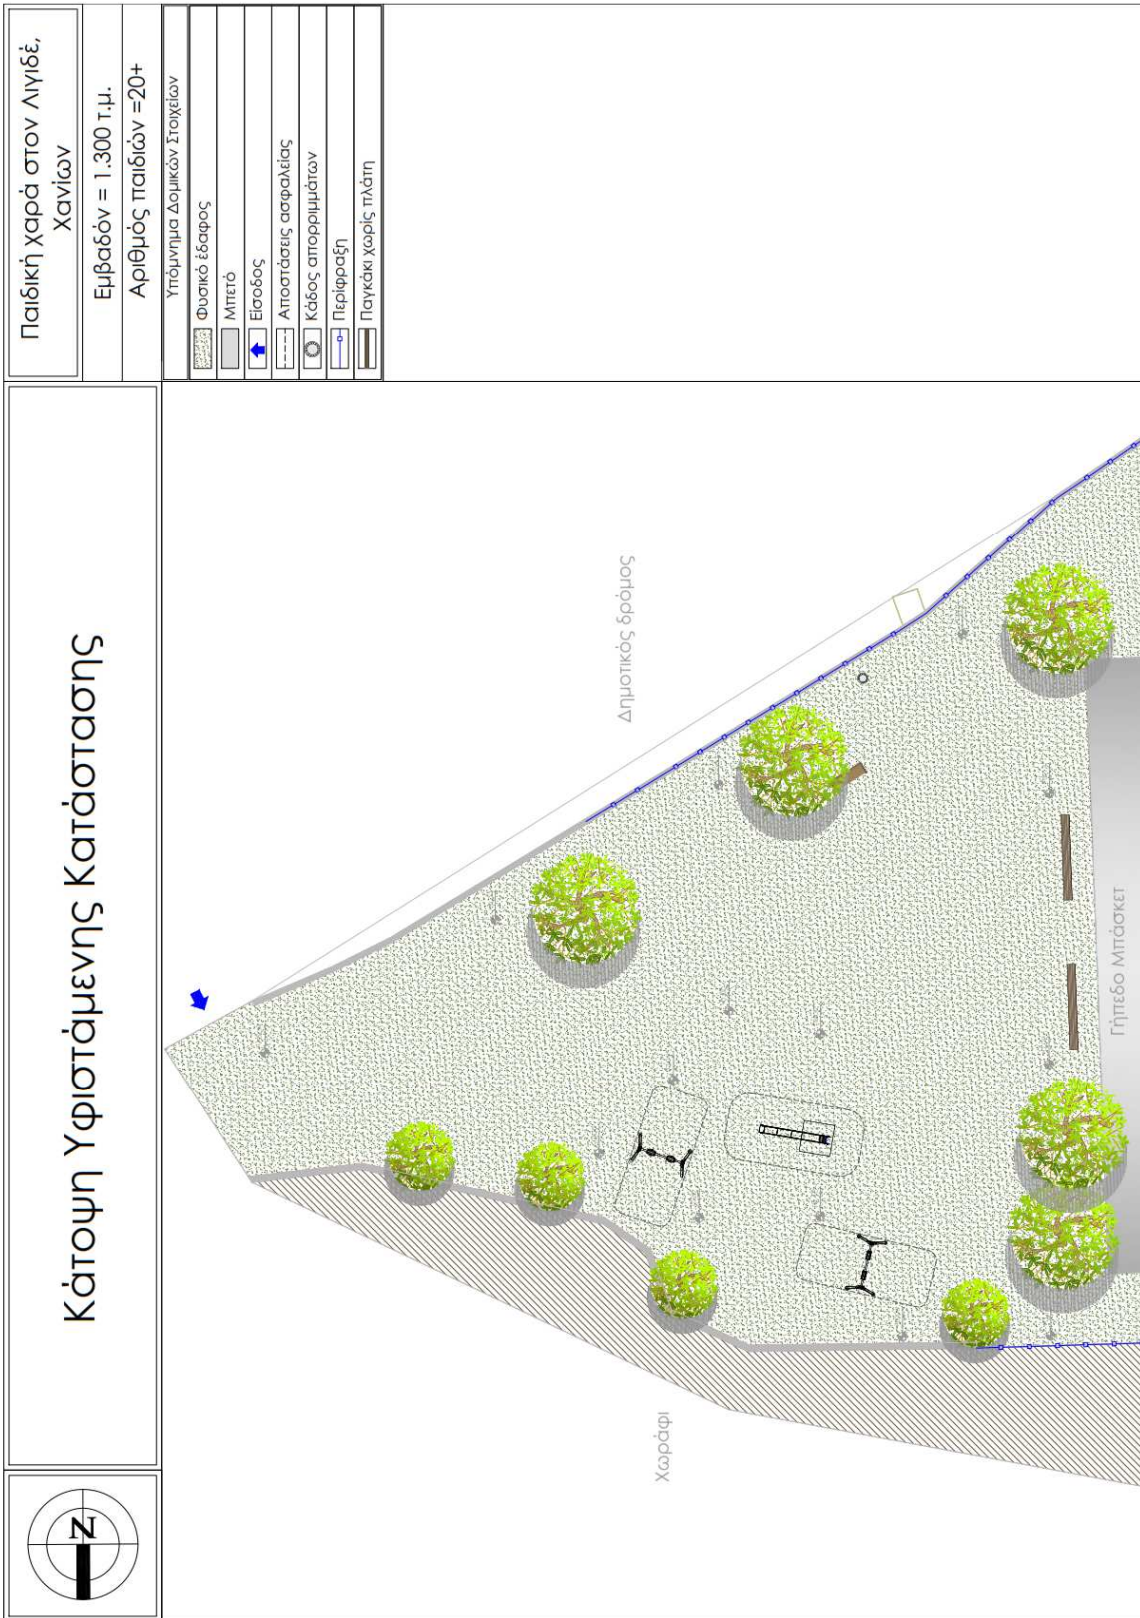 Κάτοψη Υφιστάμενης Κατάστασης
Παιδική χαρά στον Λιγιδέ,
Χανίων
Εμβαδόν = 1.300 τ.μ.
Αριθμός παιδιών =20+
Υπόμνημα Δομικών Στοιχείων
Φυσικό έδαφος
Μπετό
Είσοδος
Αποστάσεις ασφαλείας
Κάδος απορριμμάτων
Περίφραξη
Παγκάκι χωρίς πλάτη
N
Δημοτικός δρόμος
Γήπεδο Μπάσκετ
Χωράφι